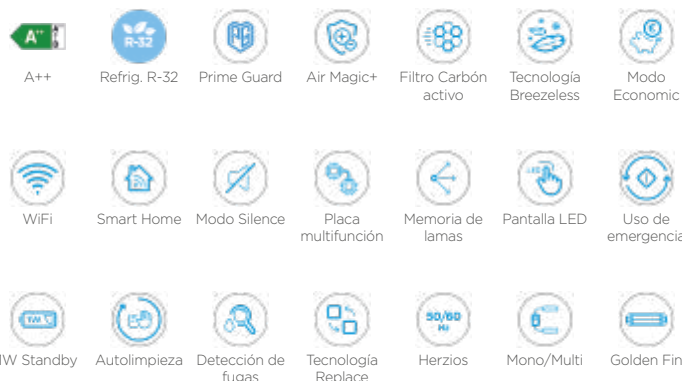 A++
R-32
€
A++ Refrig. R-32 Prime Guard Air Magic+ Filtro Carbón Tecnología Modo
activo Breezeless Economic
LED
WiFi Smart Home Modo Silence Placa Memoria de Pantalla LED Uso de
multifunción lamas emergencia
1W
50/60
Hz
1W Standby Autolimpieza Detección de Tecnología Herzios Mono/Multi Golden Fin
fugas Replace